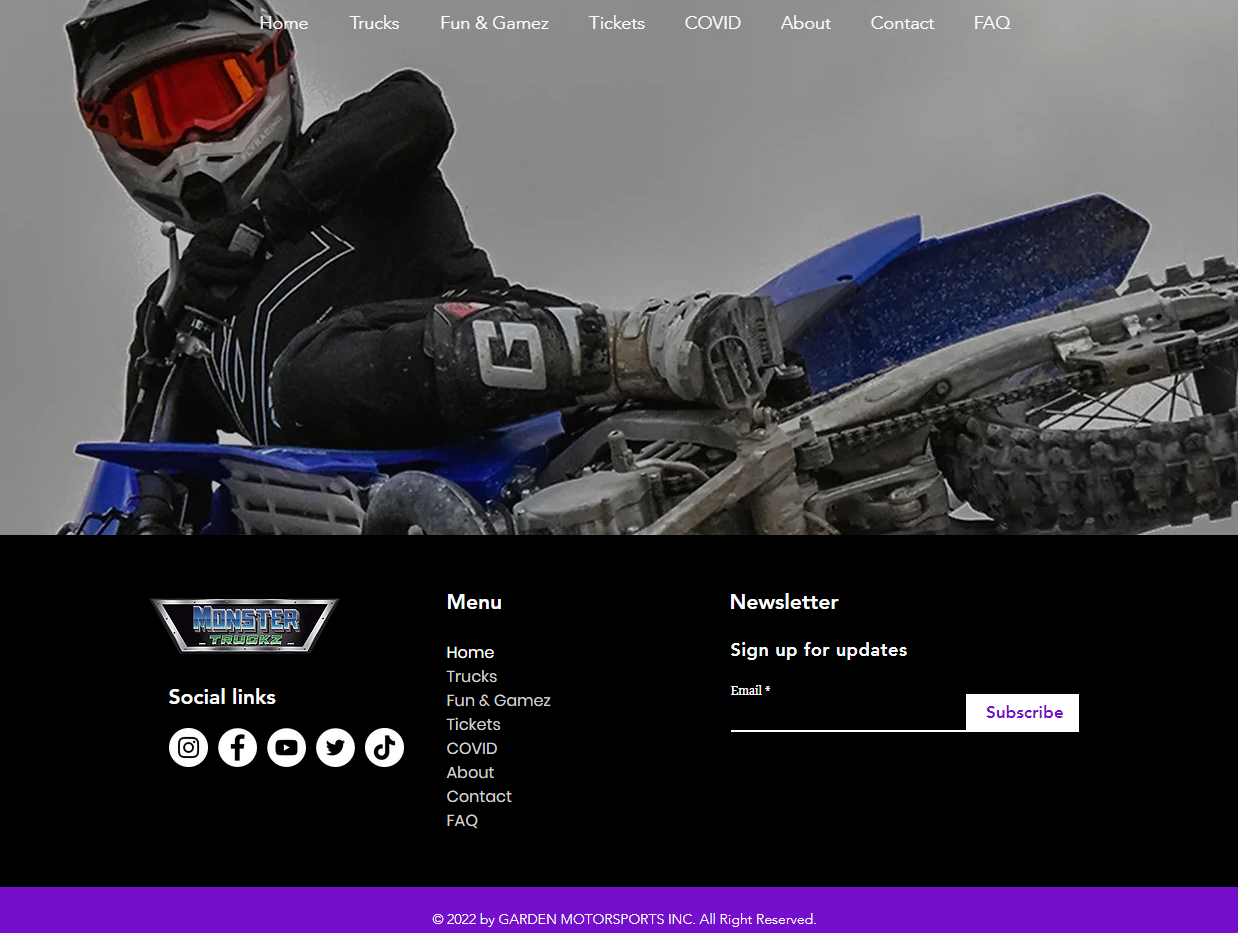 Home Trucks Fun & Gamez Tickets COVID About Contact FAQ
G
MONSTER
TRUCKZ
Social links
Menu
Home
Trucks
Fun & Gamez
Tickets
COVID
About
Contact
FAQ
Newsletter
Sign up for updates
Email *
Subscribe
© 2022 by GARDEN MOTORSPORTS INC. All Right Reserved.